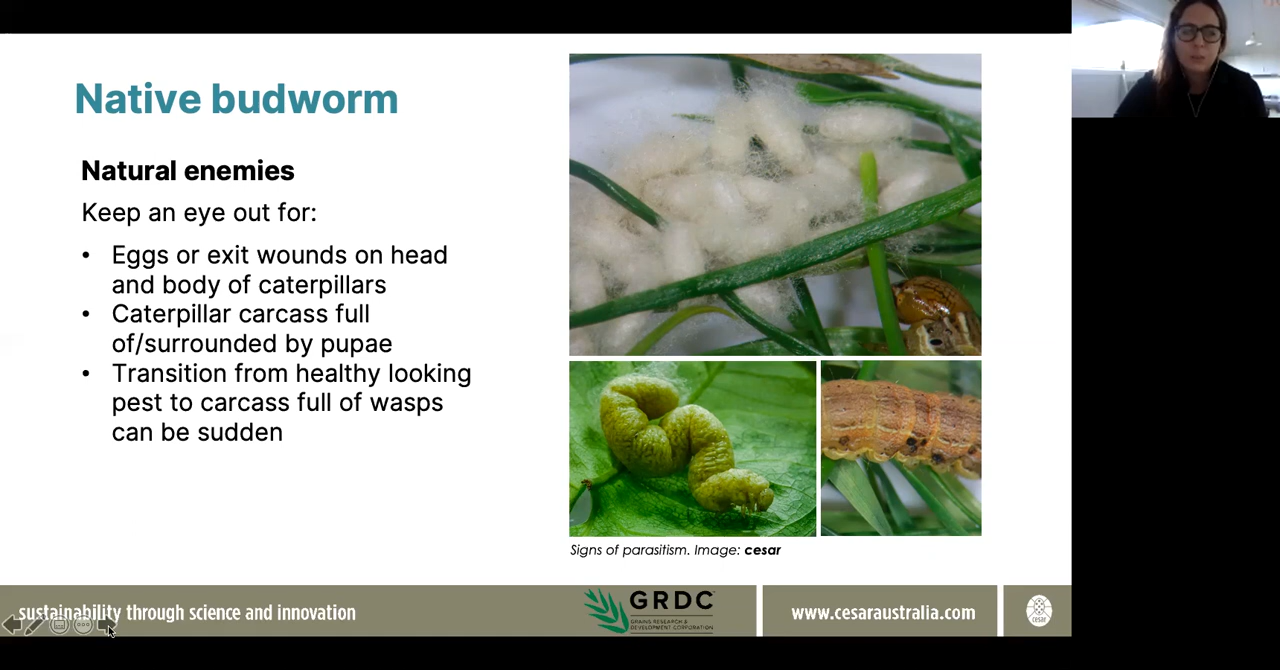 Native budworm
Natural enemies
Keep an eye out for:
• Eggs or exit wounds on head
and body of caterpillars
• Caterpillar carcass full
of/surrounded by pupae
• Transition from healthy looking
pest to carcass full of wasps
can be sudden
Signs of parasitism. Image: cesar
sustainability through science and innovation
GRDC
GRAINS RESEARCH &
DEVELOPMENT CORPORATION
www.cesaraustralia.com
cesar